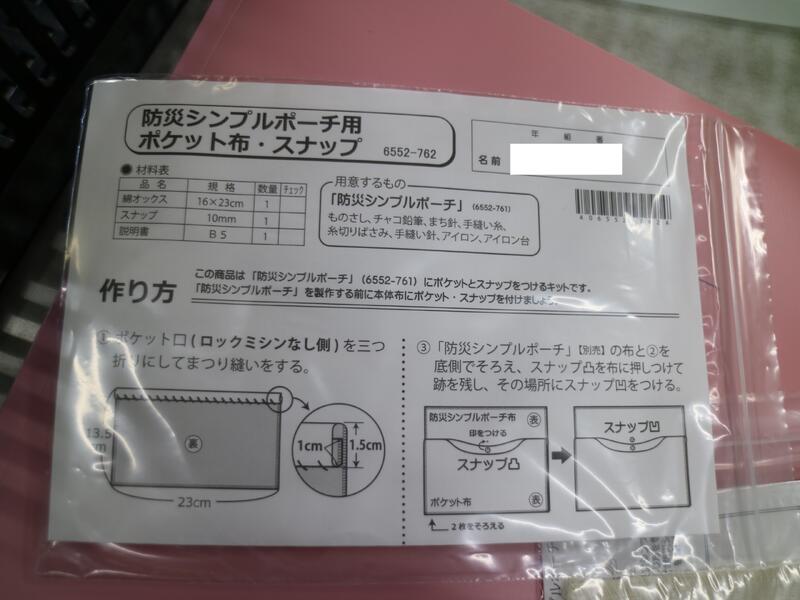 防災シンプルポーチ用
ポケット布・スナップ 6552-762
年 組 番
名前
●材料表
品名 規格 数量 チェック
綿オックス 16×23cm 1
スナップ 10mm 1
説明書 B5 1
用意するもの
「防災シンプルポーチ」(6552-761)
ものさし、チャコ鉛筆、まち針、手縫い糸、
糸切りばさみ、手縫い針、アイロン、アイロン台
作り方
この商品は「防災シンプルポーチ」(6552-761)にポケットとスナップをつけるキットです。
「防災シンプルポーチ」を製作する前に本体布にポケット・スナップを付けましょう。
①ポケット口(ロックミシンなし側)を三つ
折りにしてまつり縫いをする。
裏
13.5
23cm
1cm
1.5cm
③「防災シンプルポーチ」【別売】の布と②を
底側でそろえ、スナップ凸を布に押しつけて
跡を残し、その場所にスナップ凹をつける。
防災シンプルポーチ布 表
印をつける
スナップ凸
ポケット布 表
2枚をそろえる
スナップ凹